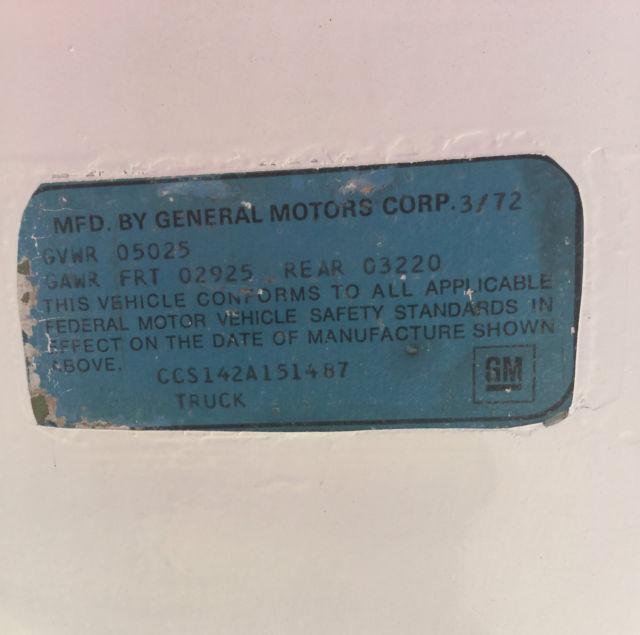 MFD. BY GENERAL MOTORS CORP. 3/72
GVWR 05025
GAWR FRT 02925 REAR 03220
THIS VEHICLE CONFORMS TO ALL APPLICABLE
FEDERAL MOTOR VEHICLE SAFETY STANDARDS IN
EFFECT ON THE DATE OF MANUFACTURE SHOWN
ABOVE.
CCS142A151487
GM
TRUCK